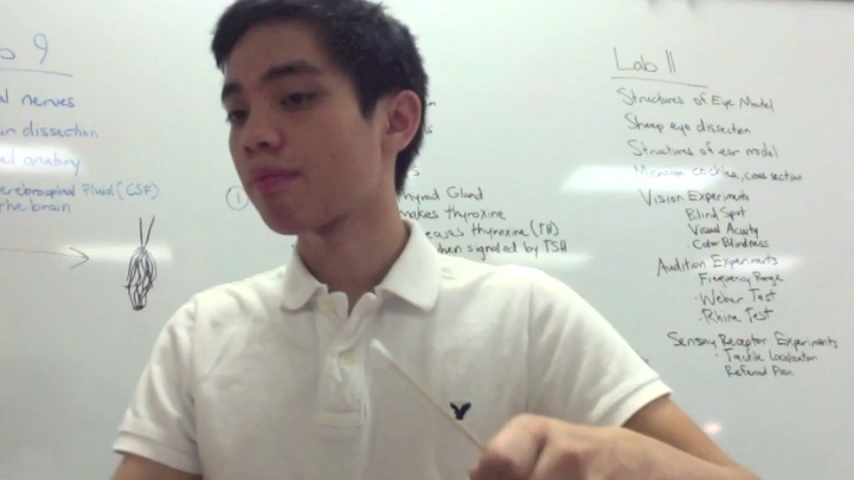 9
nerves
dissection
anatomy
Fluid (CSF)
the brain
1
Gland
makes thyroxine
thyroxine (TH)
when signaled by TSH
Lab 11
Structures of Eye Model
Sheep eye dissection
Structures of ear model
cochlea, cross section
Vision Experiments
Blind Spot
Visual Acuity
• Color Blindness
Audition Experiments
Frequency Range
• Weber Test
• Rhine Test
Sensory Receptor Experiments
• Tactile Localization
Referred Pain